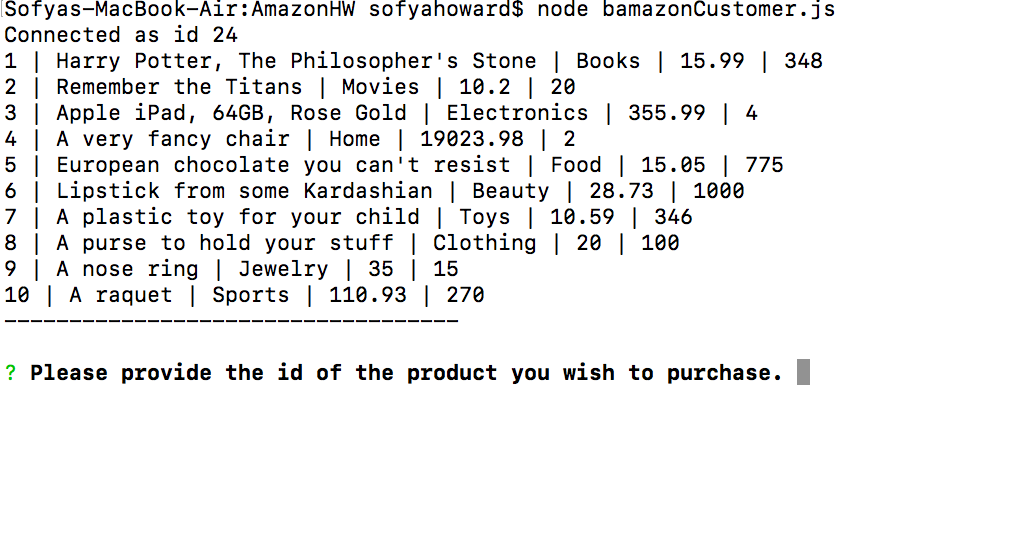 Sofyas-MacBook-Air:AmazonHW sofyahoward$ node bamazonCustomer.js
Connected as id 24
1 | Harry Potter, The Philosopher's Stone | Books | 15.99 | 348
2 | Remember the Titans | Movies | 10.2 | 20
3 | Apple iPad, 64GB, Rose Gold | Electronics | 355.99 | 4
4 | A very fancy chair | Home | 19023.98 | 2
5 | European chocolate you can't resist | Food | 15.05 | 775
6 | Lipstick from some Kardashian | Beauty | 28.73 | 1000
7 | A plastic toy for your child | Toys | 10.59 | 346
8 | A purse to hold your stuff | Clothing | 20 | 100
9 | A nose ring | Jewelry | 35 | 15
10 | A raquet | Sports | 110.93 | 270
-----------------------------------
? Please provide the id of the product you wish to purchase.